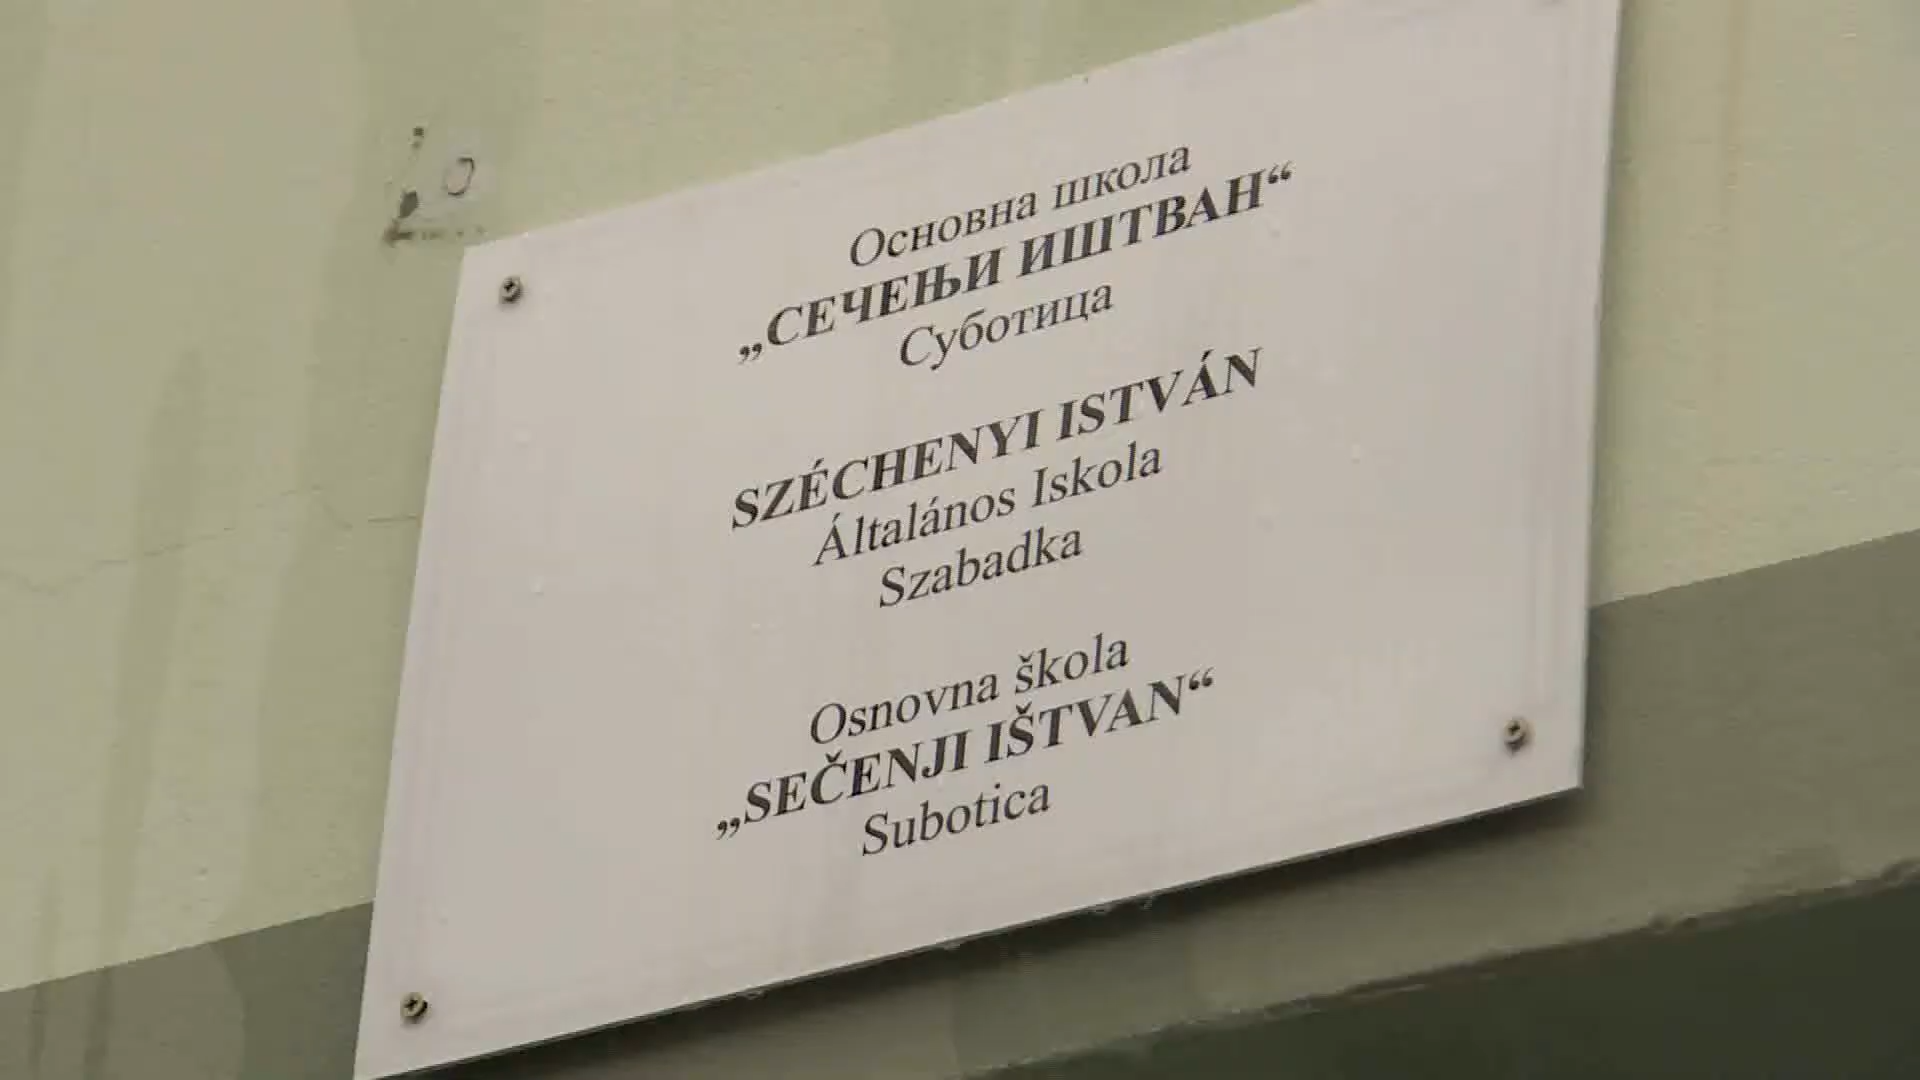 Основна школа
„СЕЧЕЊИ ИШТВАН“
Суботица
SZÉCHENYI ISTVÁN
Általános Iskola
Szabadka
Osnovna škola
„SEČENJI IŠTVAN“
Subotica